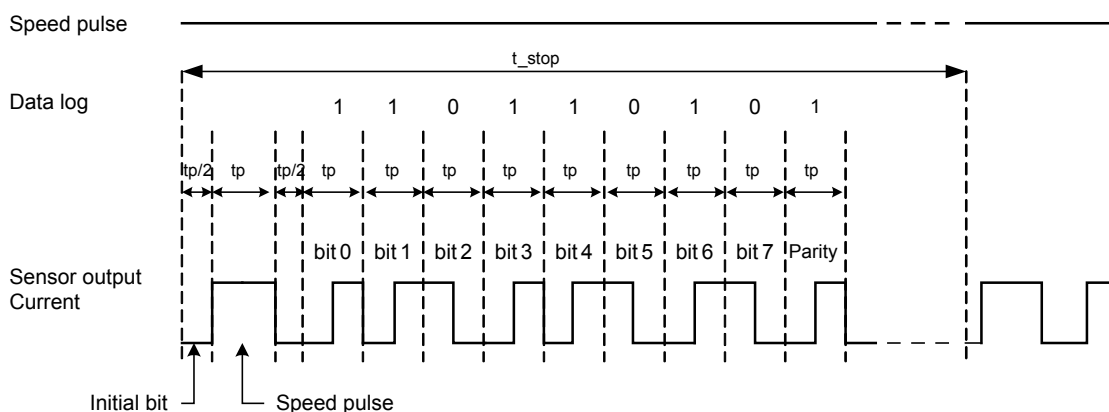 Speed pulse
t_stop
Data log 1 1 0 1 1 0 1 0 1
tp/2 tp tp/2 tp tp tp tp tp tp tp tp tp
bit 0 bit 1 bit 2 bit 3 bit 4 bit 5 bit 6 bit 7 Parity
Sensor output
Current
Initial bit Speed pulse